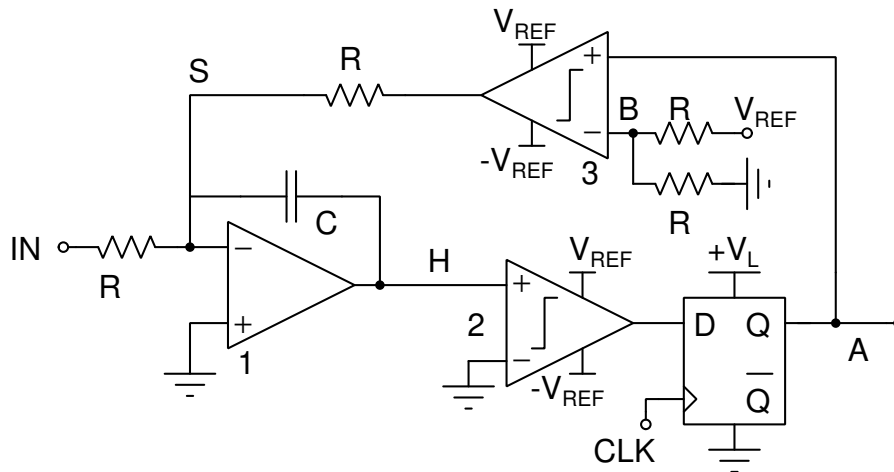 V_REF
S
R
+
B
R
V_REF
−
-V_REF
3
R
C
IN
R
−
+
1
H
V_REF
+V_L
+
2
−
-V_REF
D
Q
A
Q̅
CLK